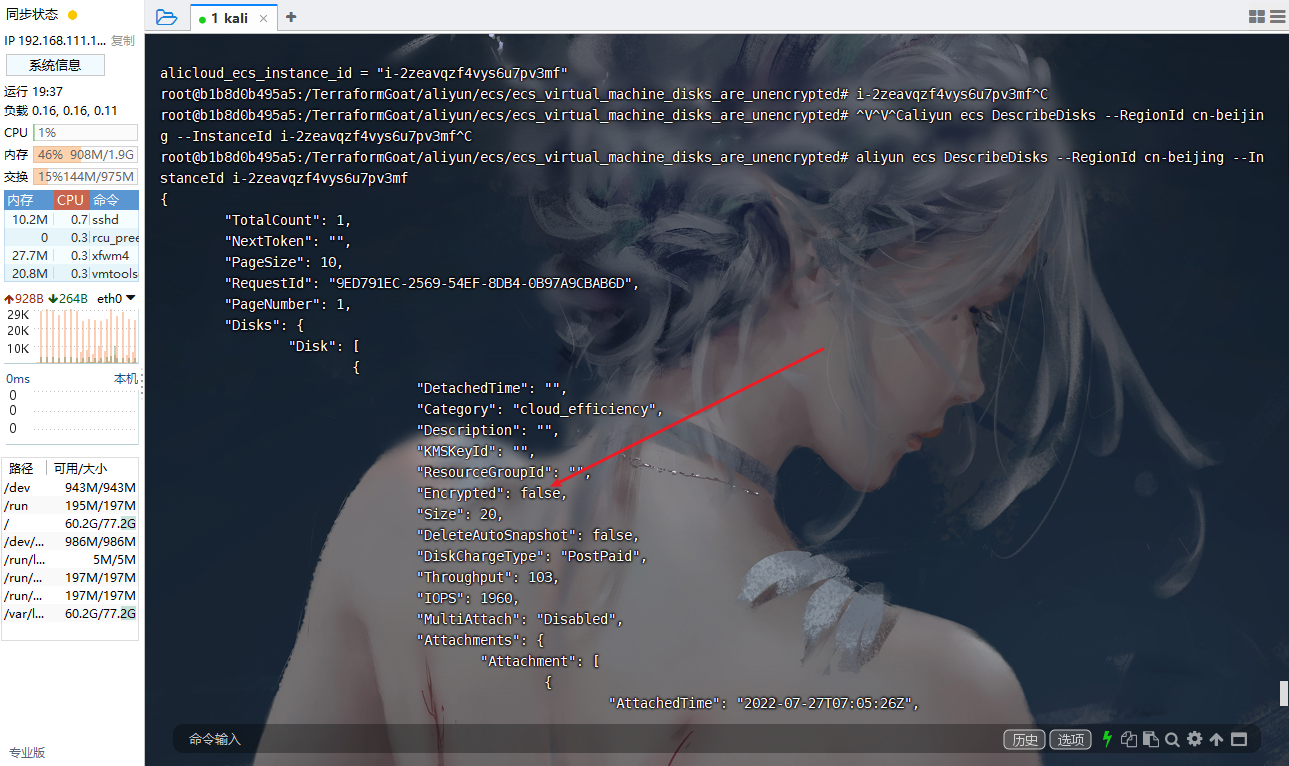 同步状态
IP 192.168.111.1... 复制
系统信息
运行 19:37
负载 0.16, 0.16, 0.11
CPU 1%
内存 46% 908M/1.9G
交换 15% 144M/975M
内存 CPU 命令
10.2M 0.7 sshd
0 0.3 rcu_pree
27.7M 0.3 xfwm4
20.8M 0.3 vmtools
928B 264B eth0
29K
20K
10K
0ms 本机
0
0
0
路径 可用/大小
/dev 943M/943M
/run 195M/197M
/ 60.2G/77.2G
/dev/... 986M/986M
/run/l... 5M/5M
/run/... 197M/197M
/run/... 197M/197M
/var/l... 60.2G/77.2G
专业版
1 kali
alicloud_ecs_instance_id = "i-2zeavqzf4vys6u7pv3mf"
root@b1b8d0b495a5:/TerraformGoat/aliyun/ecs/ecs_virtual_machine_disks_are_unencrypted# i-2zeavqzf4vys6u7pv3mf^C
root@b1b8d0b495a5:/TerraformGoat/aliyun/ecs/ecs_virtual_machine_disks_are_unencrypted# ^V^V^Caliyun ecs DescribeDisks --RegionId cn-beijin
g --InstanceId i-2zeavqzf4vys6u7pv3mf^C
root@b1b8d0b495a5:/TerraformGoat/aliyun/ecs/ecs_virtual_machine_disks_are_unencrypted# aliyun ecs DescribeDisks --RegionId cn-beijing --In
stanceId i-2zeavqzf4vys6u7pv3mf
{
"TotalCount": 1,
"NextToken": "",
"PageSize": 10,
"RequestId": "9ED791EC-2569-54EF-8DB4-0B97A9CBAB6D",
"PageNumber": 1,
"Disks": {
"Disk": [
{
"DetachedTime": "",
"Category": "cloud_efficiency",
"Description": "",
"KMSKeyId": "",
"ResourceGroupId": "",
"Encrypted": false,
"Size": 20,
"DeleteAutoSnapshot": false,
"DiskChargeType": "PostPaid",
"Throughput": 103,
"IOPS": 1960,
"MultiAttach": "Disabled",
"Attachments": {
"Attachment": [
{
"AttachedTime": "2022-07-27T07:05:26Z",
命令输入
历史 选项